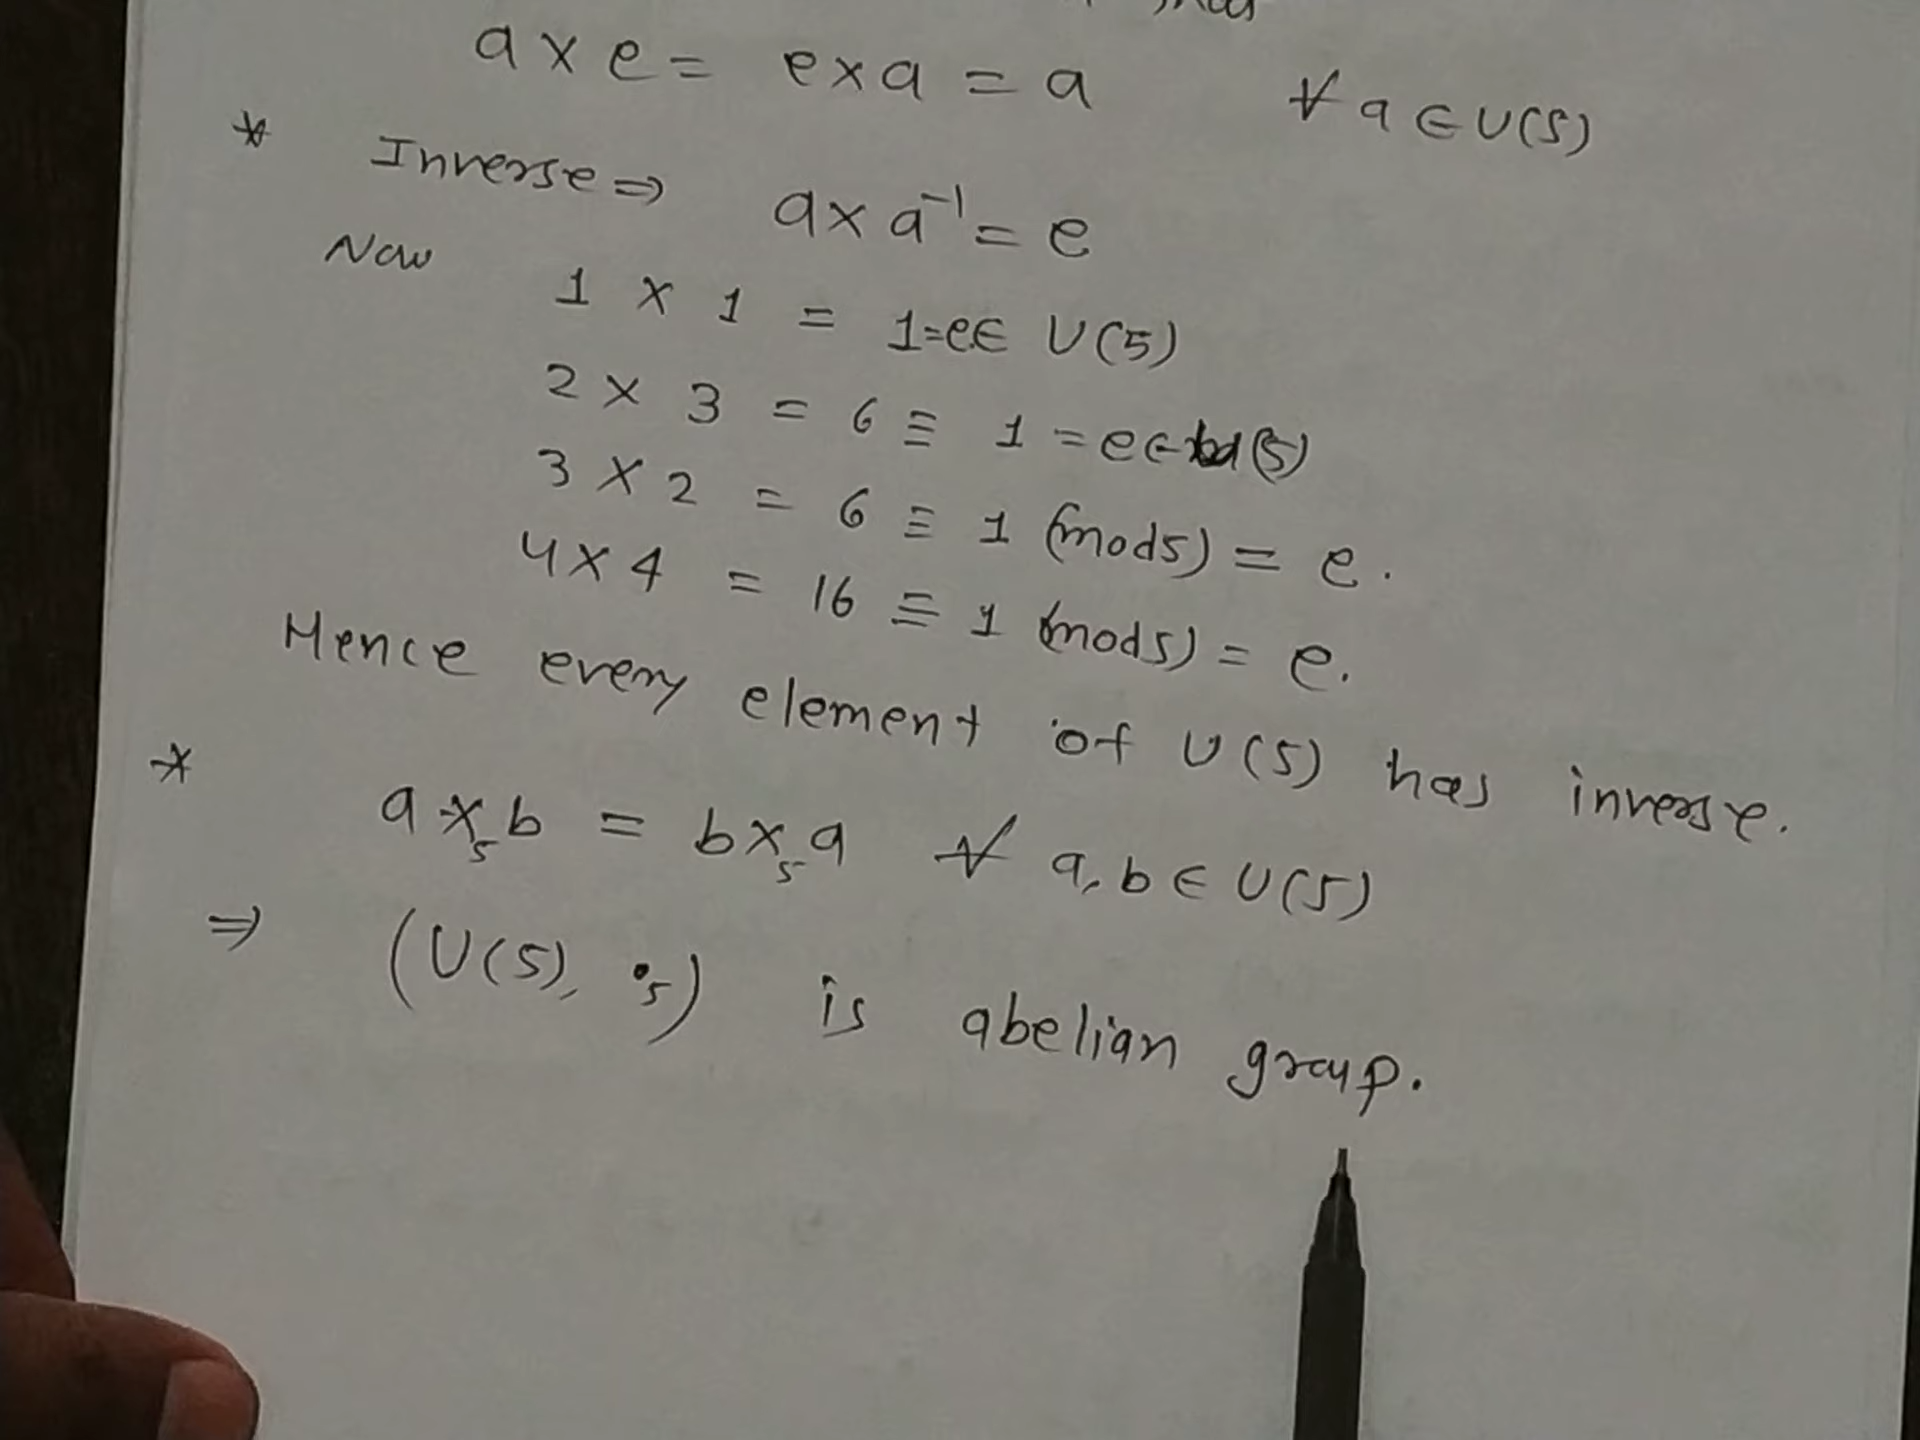 a × e = e × a = a ∀ a ∈ U(5)
* Inverse ⇒ a × a⁻¹ = e
Now 1 × 1 = 1 = e ∈ U(5)
2 × 3 = 6 ≡ 1 = e ∈ U(5)
3 × 2 = 6 ≡ 1 (mod 5) = e.
4 × 4 = 16 ≡ 1 (mod 5) = e.
Hence every element of U(5) has inverse.
* a ×₅ b = b ×₅ a ∀ a, b ∈ U(5)
⇒ (U(5), •₅) is abelian group.